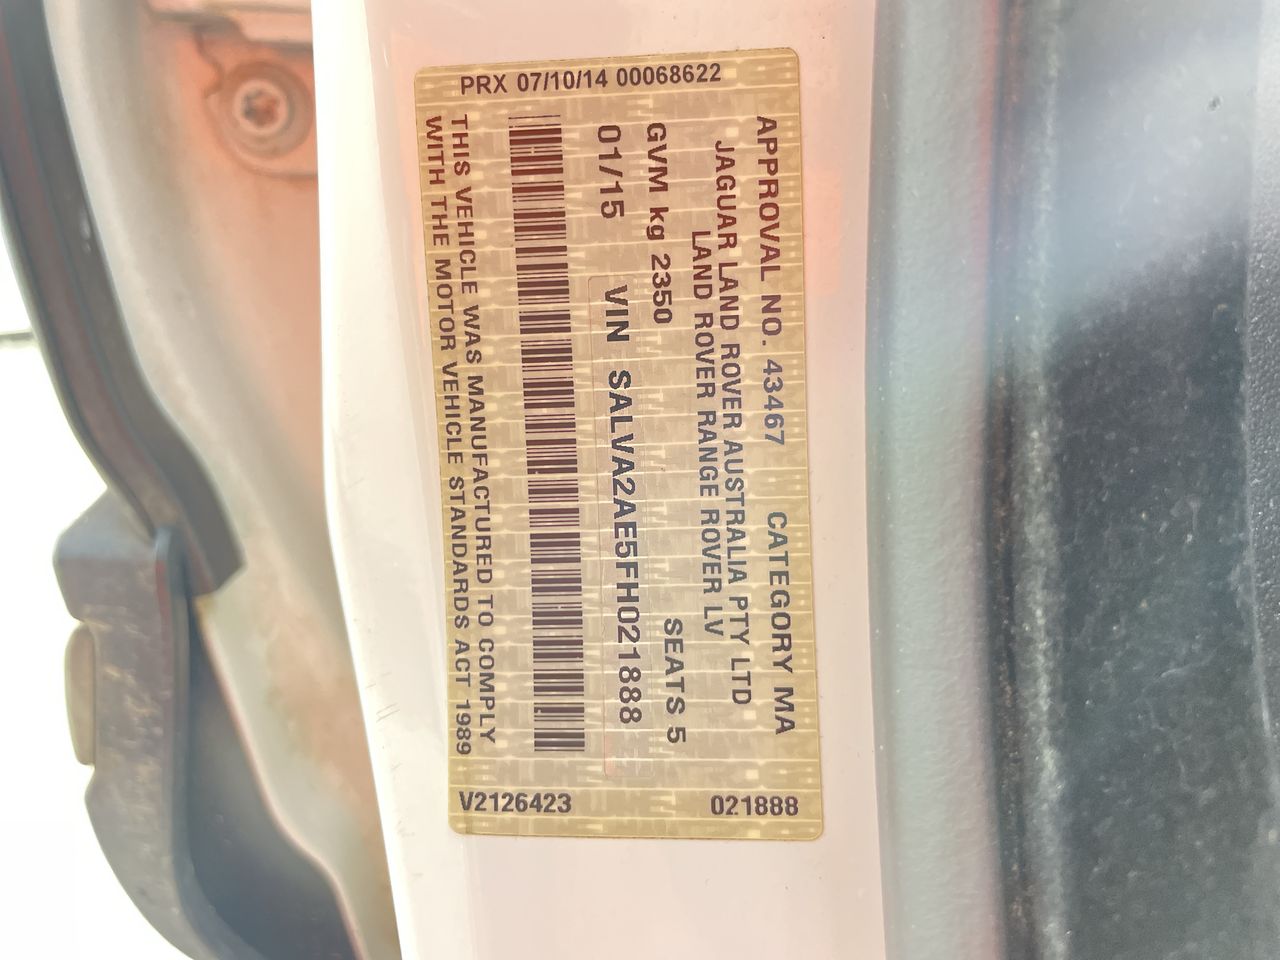 PRX 07/10/14 00068622
APPROVAL NO. 43467 CATEGORY MA
JAGUAR LAND ROVER AUSTRALIA PTY LTD
LAND ROVER RANGE ROVER LV
GVM kg 2350 SEATS 5
01/15 VIN SALVA2AE5FH021888
THIS VEHICLE WAS MANUFACTURED TO COMPLY
WITH THE MOTOR VEHICLE STANDARDS ACT 1989
V2126423 021888